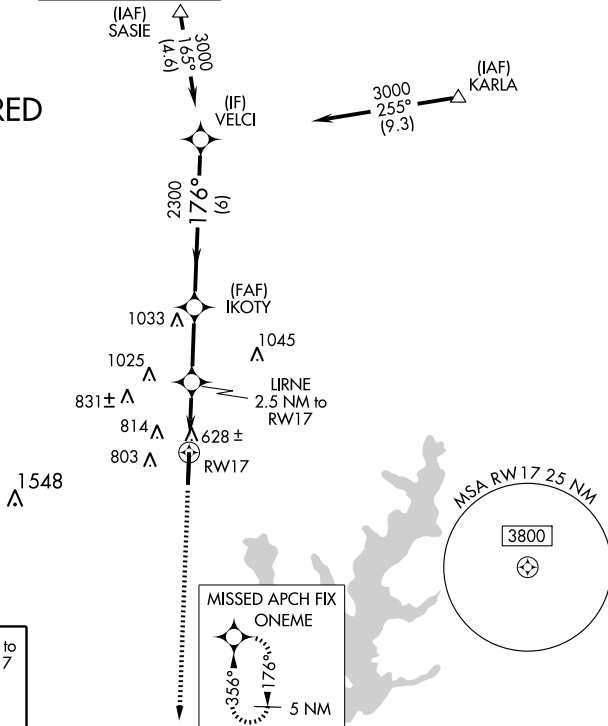 (IAF)
SASIE
3000
165°
(4.6)
(IAF)
KARLA
3000
255°
(9.3)
RED
(IF)
VELCI
2300
176°
(6)
(FAF)
IKOTY
1033
1045
1025
LIRNE
2.5 NM to
RW17
831±
814
628±
803
RW17
1548
MSA RW17 25 NM
3800
MISSED APCH FIX
ONEME
356°
176°
5 NM
to
7